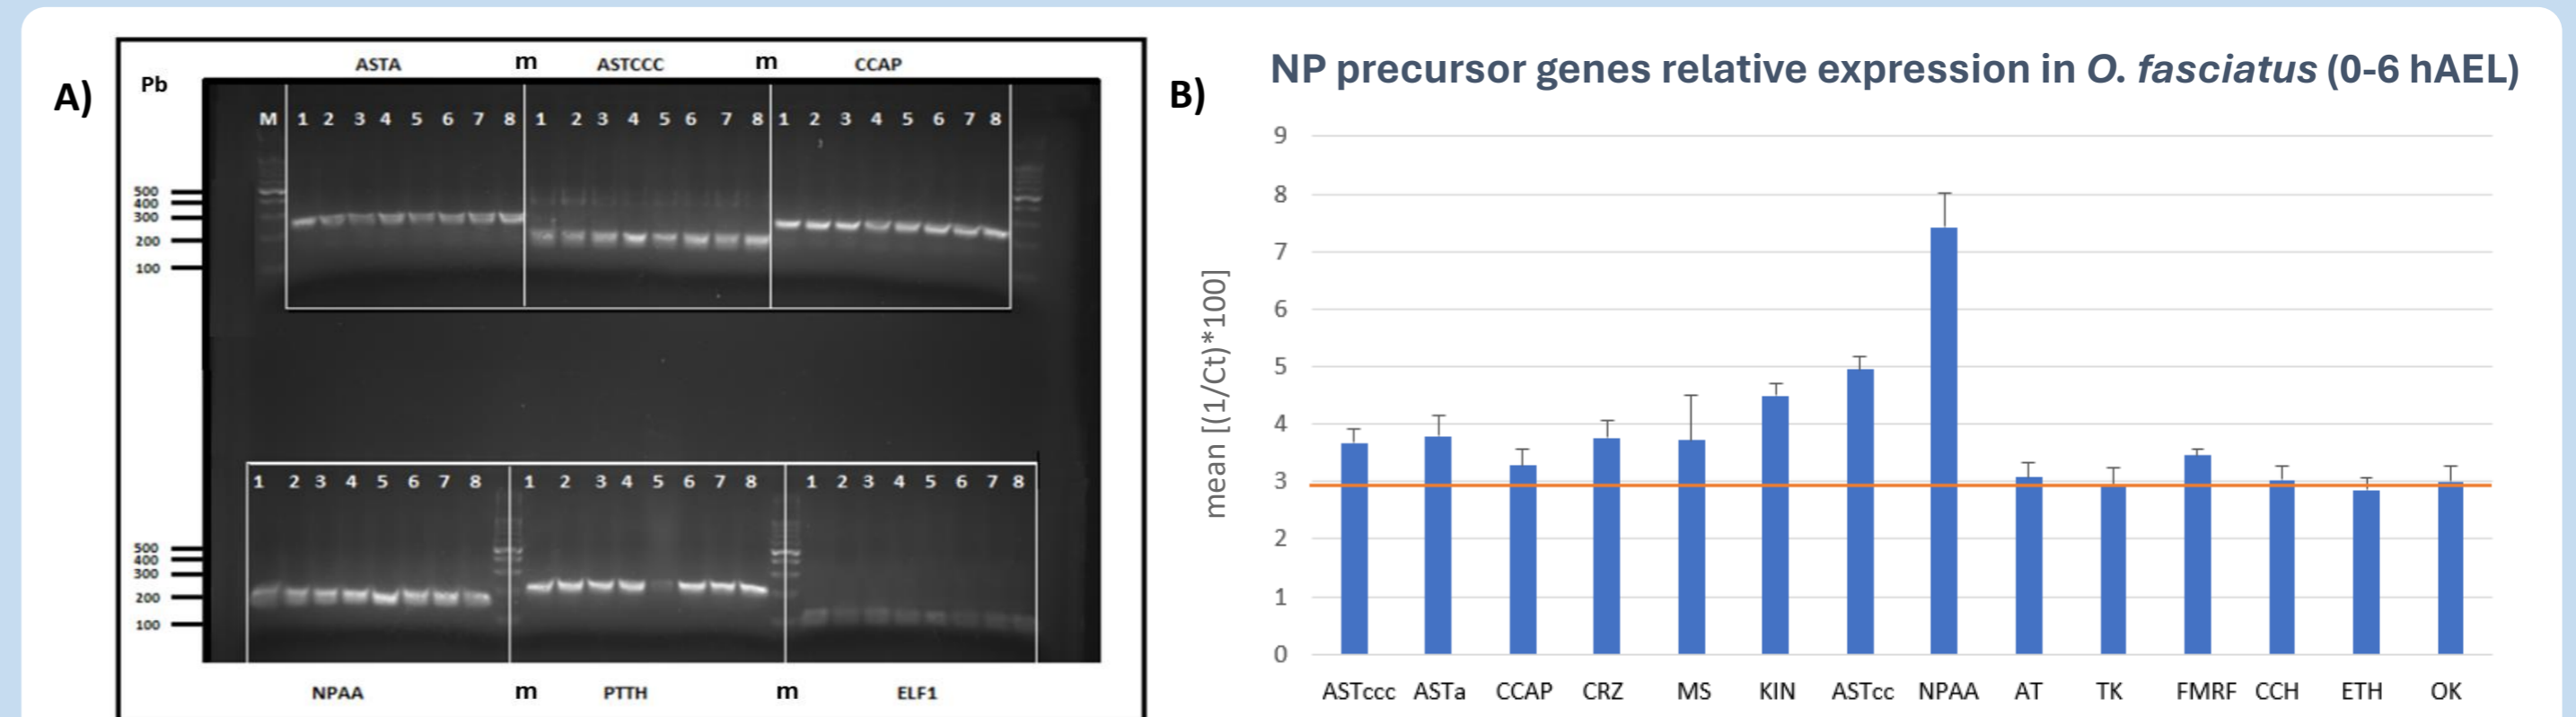 A)
Pb
ASTA m ASTCCC m CCAP
M 1 2 3 4 5 6 7 8 1 2 3 4 5 6 7 8 1 2 3 4 5 6 7 8
500
400
300
200
100
1 2 3 4 5 6 7 8 1 2 3 4 5 6 7 8 1 2 3 4 5 6 7 8
500
400
300
200
100
NPAA m PTTH m ELF1
B)
NP precursor genes relative expression in O. fasciatus (0-6 hAEL)
mean [(1/Ct)*100]
9
8
7
6
5
4
3
2
1
0
ASTccc ASTa CCAP CRZ MS KIN ASTcc NPAA AT TK FMRF CCH ETH OK